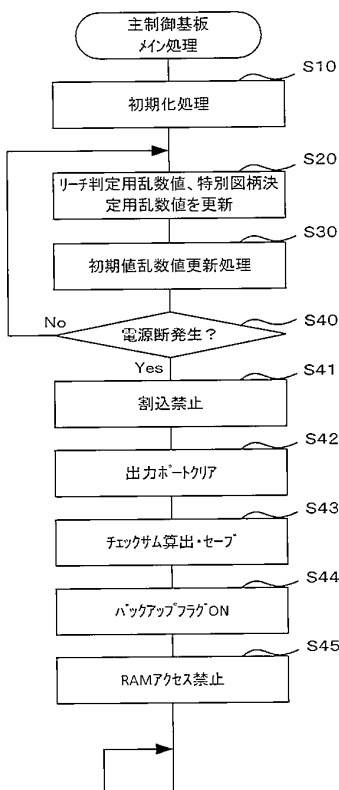 主制御基板
メイン処理
S10
初期化処理
S20
リーチ判定用乱数値、特別図柄決
定用乱数値を更新
S30
初期値乱数値更新処理
S40
No
電源断発生？
Yes
S41
割込禁止
S42
出力ポートクリア
S43
チェックサム算出・セーブ
S44
バックアップフラグON
S45
RAMアクセス禁止